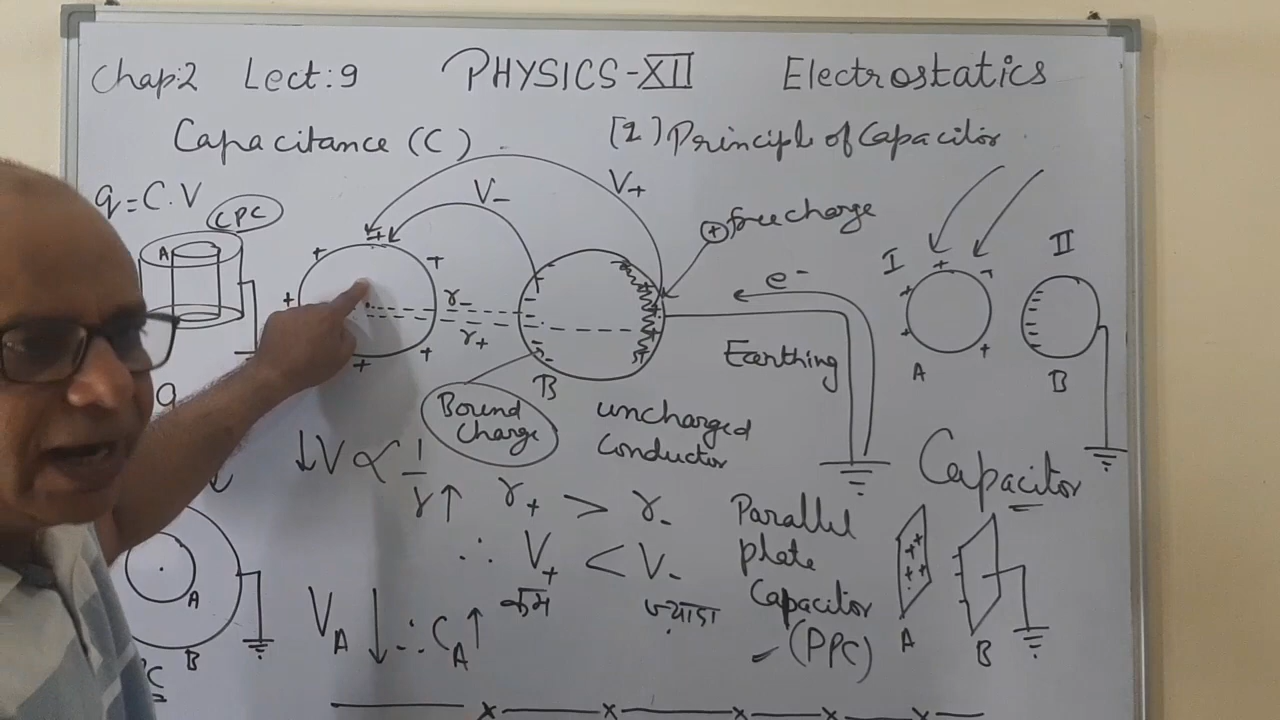 Chap:2 Lect:9 PHYSICS-XII Electrostatics
Capacitance (C) [2] Principle of Capacitor
q = C.V
CPC
A
V- V+
+ free charge
e-
r-
r+
Earthing
B
Bound Charge
uncharged
Conductor
I II
A B
Capacitor
↓V ∝ 1/r↑
r+ > r-
∴ V+ < V-
कम ज्यादा
VA ↓ ∴ CA ↑
Parallel
plate
Capacitor
(PPC)
A B
A
B